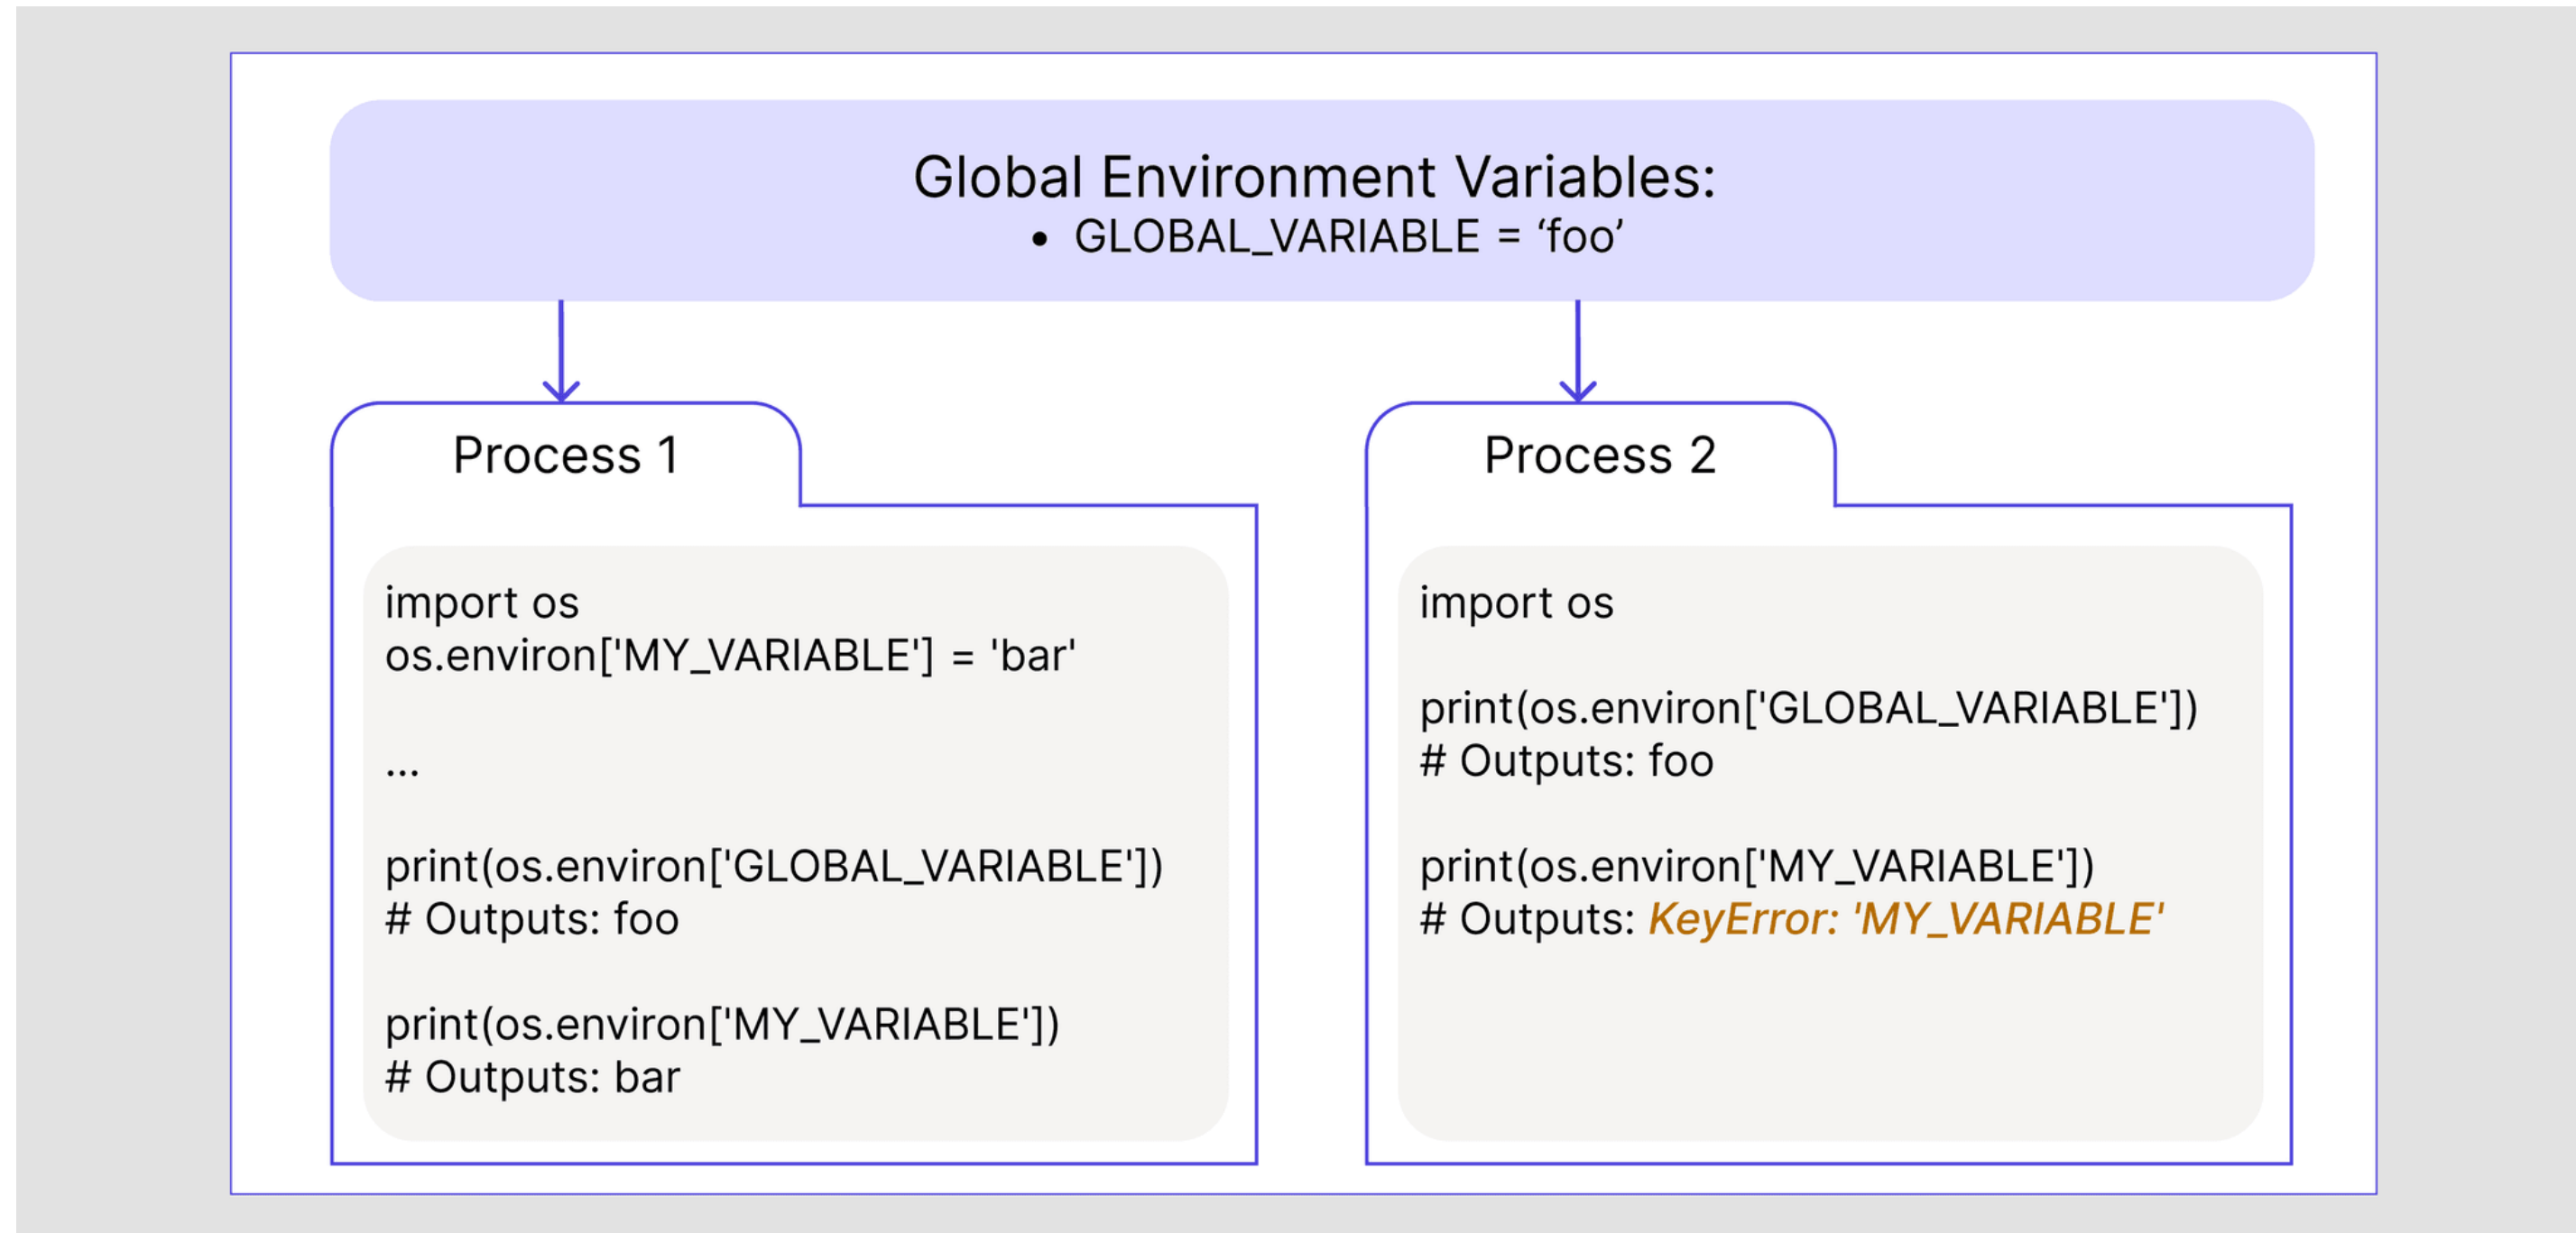 Global Environment Variables:
• GLOBAL_VARIABLE = ‘foo’
Process 1
import os
os.environ['MY_VARIABLE'] = 'bar'
...
print(os.environ['GLOBAL_VARIABLE'])
# Outputs: foo
print(os.environ['MY_VARIABLE'])
# Outputs: bar
Process 2
import os
print(os.environ['GLOBAL_VARIABLE'])
# Outputs: foo
print(os.environ['MY_VARIABLE'])
# Outputs: KeyError: 'MY_VARIABLE'